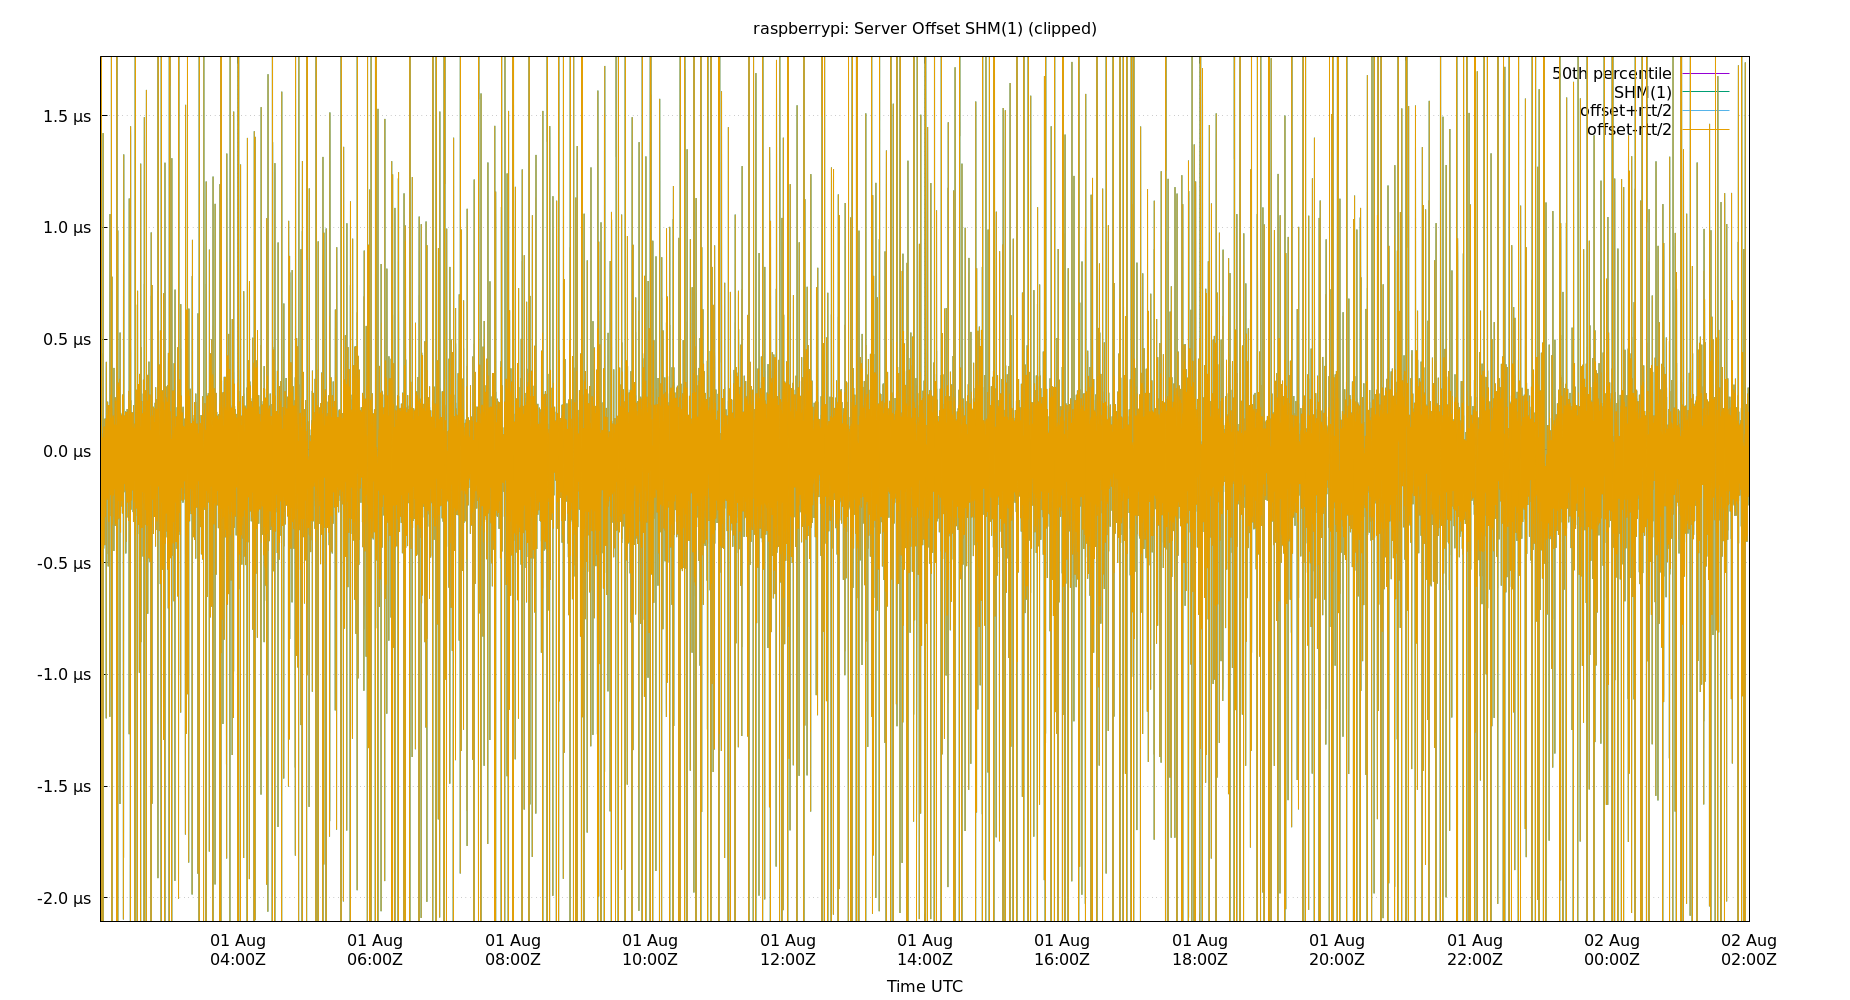 raspberrypi: Server Offset SHM(1) (clipped)
50th percentile
SHM(1)
offset+rtt/2
offset-rtt/2
1.5 µs
1.0 µs
0.5 µs
0.0 µs
-0.5 µs
-1.0 µs
-1.5 µs
-2.0 µs
01 Aug 01 Aug 01 Aug 01 Aug 01 Aug 01 Aug 01 Aug 01 Aug 01 Aug 01 Aug 02 Aug 02 Aug
04:00Z 06:00Z 08:00Z 10:00Z 12:00Z 14:00Z 16:00Z 18:00Z 20:00Z 22:00Z 00:00Z 02:00Z
Time UTC